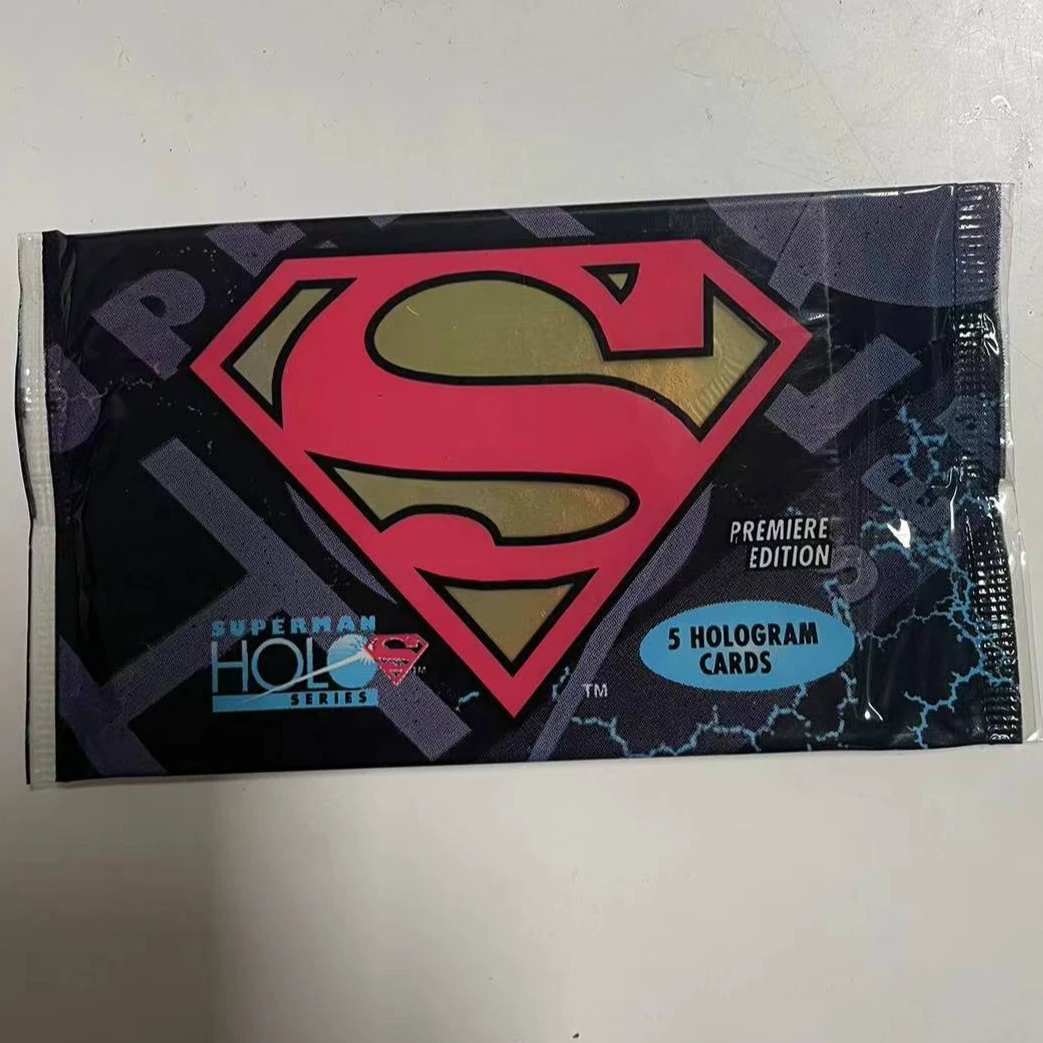 PREMIERE
EDITION
5 HOLOGRAM
CARDS
SUPERMAN
HOLO
SERIES
TM